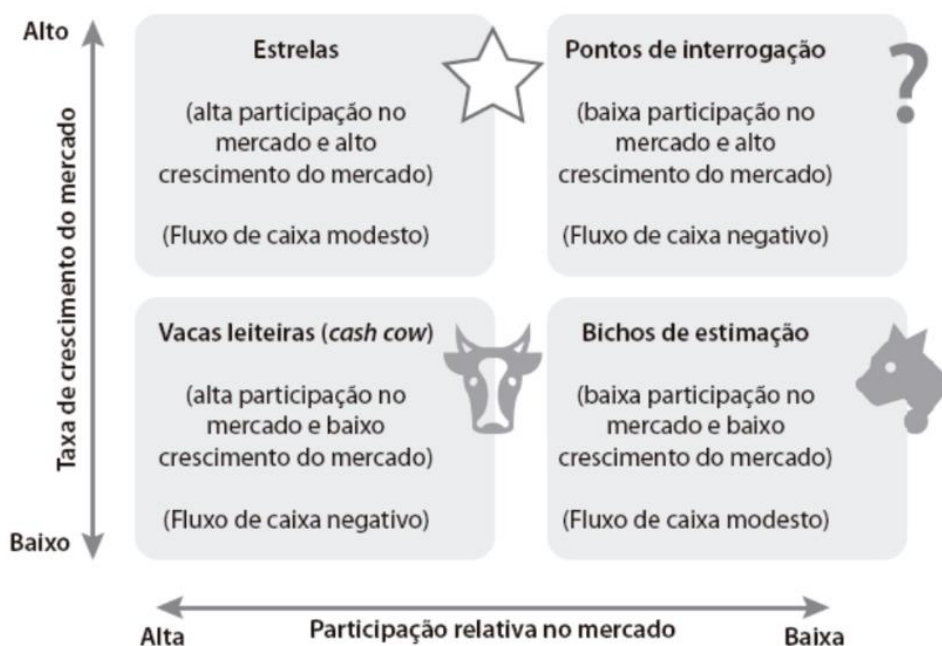 Alto
Taxa de crescimento do mercado
Baixo
Estrelas
(alta participação no
mercado e alto
crescimento do mercado)
(Fluxo de caixa modesto)
Pontos de interrogação
?
(baixa participação no
mercado e alto
crescimento do mercado)
(Fluxo de caixa negativo)
Vacas leiteiras (cash cow)
(alta participação no
mercado e baixo
crescimento do mercado)
(Fluxo de caixa negativo)
Bichos de estimação
(baixa participação no
mercado e baixo
crescimento do mercado)
(Fluxo de caixa modesto)
Alta
Participação relativa no mercado
Baixa